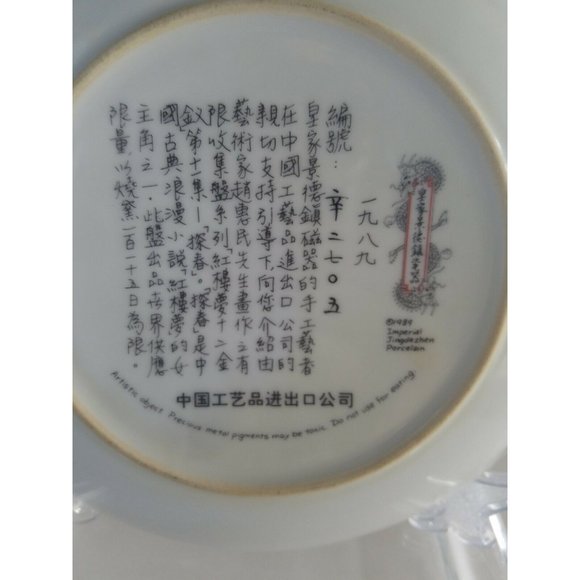 編號：辛二七〇五
一九八九
皇家景德鎮磁器的手工藝者
在中國工藝品進出口公司的
親切支持引導下，向您介紹由
藝術家趙惠民先生畫作之有
限收集盤系列，「紅樓夢十二金
釵」第十一集—「探春」。「探春」是中
國古典浪漫小說「紅樓夢」的女
主角之一，此盤出品世界供應
限量，以燒窯一百一十五日為限。
皇家景德鎮
©1989
Imperial
Jingdezhen
Porcelain
中国工艺品进出口公司
Artistic object. Precious metal pigments may be toxic. Do not use for eating.